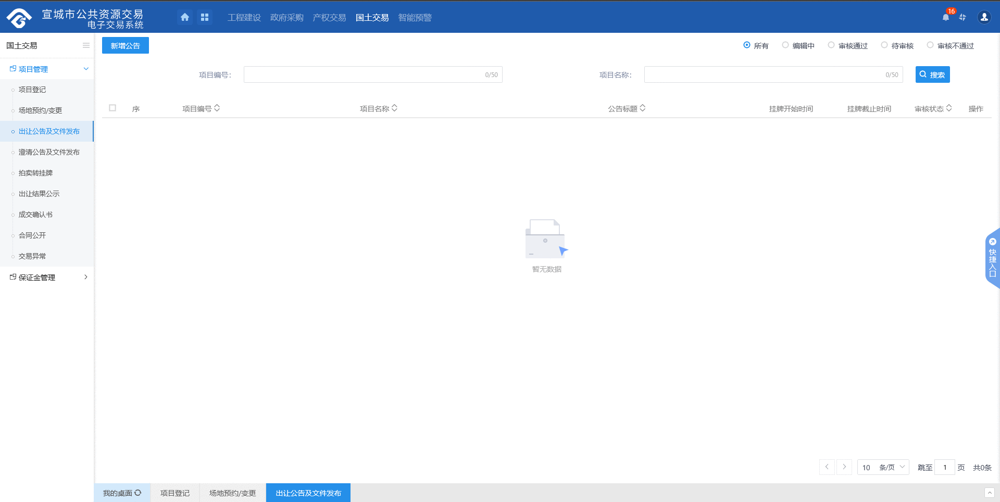 宣城市公共资源交易
电子交易系统
工程建设 政府采购 产权交易 国土交易 智能预警
16
国土交易
新增公告
所有 编辑中 审核通过 待审核 审核不通过
项目管理
项目编号: 0/50 项目名称: 0/50 搜索
项目登记
场地预约/变更
出让公告及文件发布
澄清公告及文件发布
拍卖转挂牌
出让结果公示
成交确认书
合同公开
交易异常
保证金管理
序 项目编号 项目名称 公告标题 挂牌开始时间 挂牌截止时间 审核状态 操作
暂无数据
快捷入口
10 条/页 跳至 1 页 共0条
我的桌面 项目登记 场地预约/变更 出让公告及文件发布